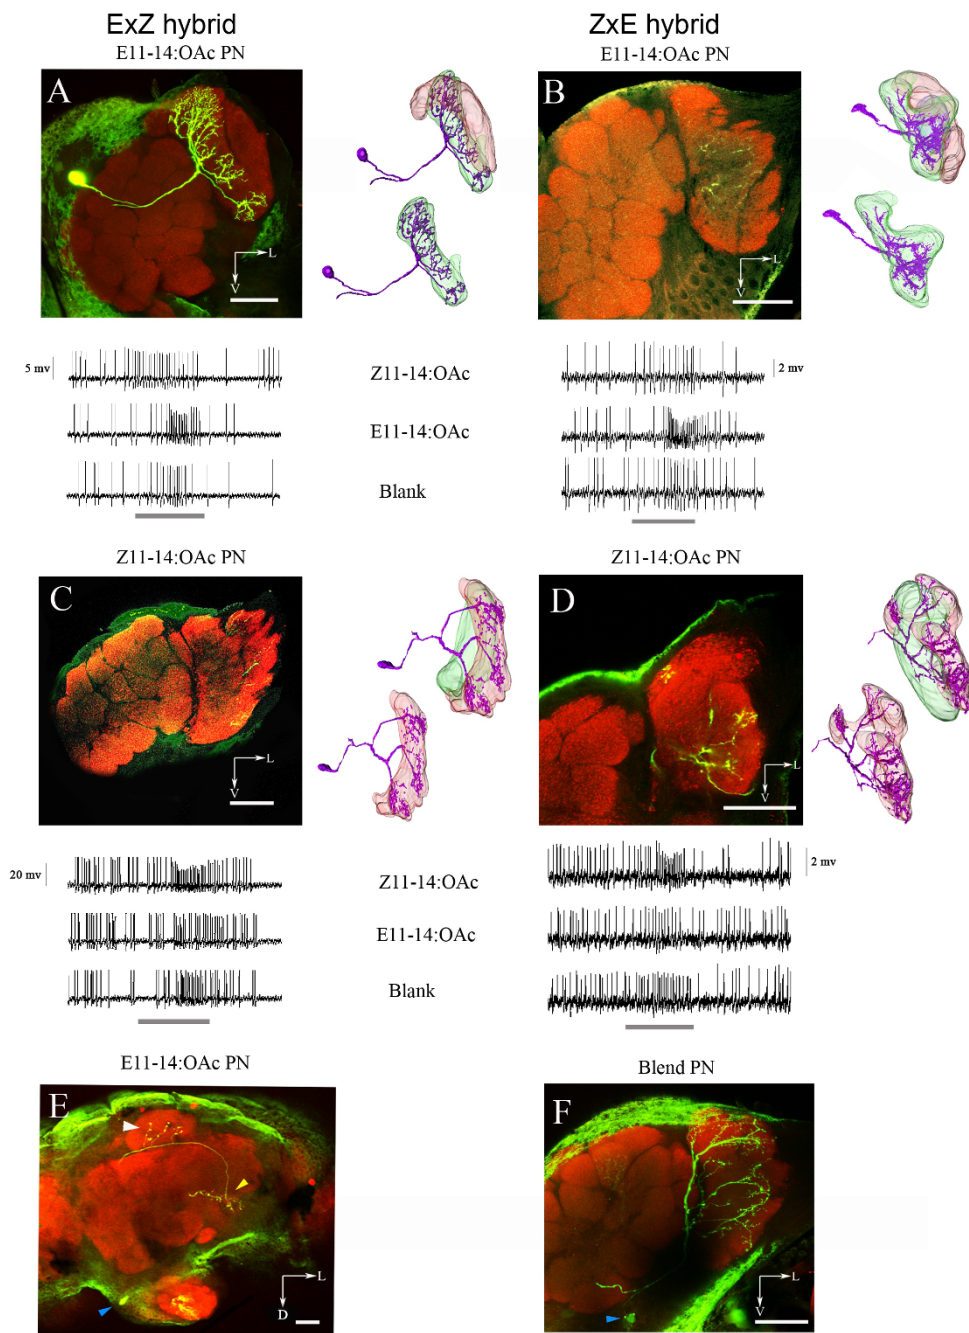 ExZ hybrid
ZxE hybrid
E11-14:OAc PN
E11-14:OAc PN
A
B
L
V
L
V
5 mv
Z11-14:OAc
2 mv
E11-14:OAc
Blank
Z11-14:OAc PN
Z11-14:OAc PN
C
D
L
V
L
V
20 mv
Z11-14:OAc
2 mv
E11-14:OAc
Blank
E11-14:OAc PN
Blend PN
E
F
L
D
L
V